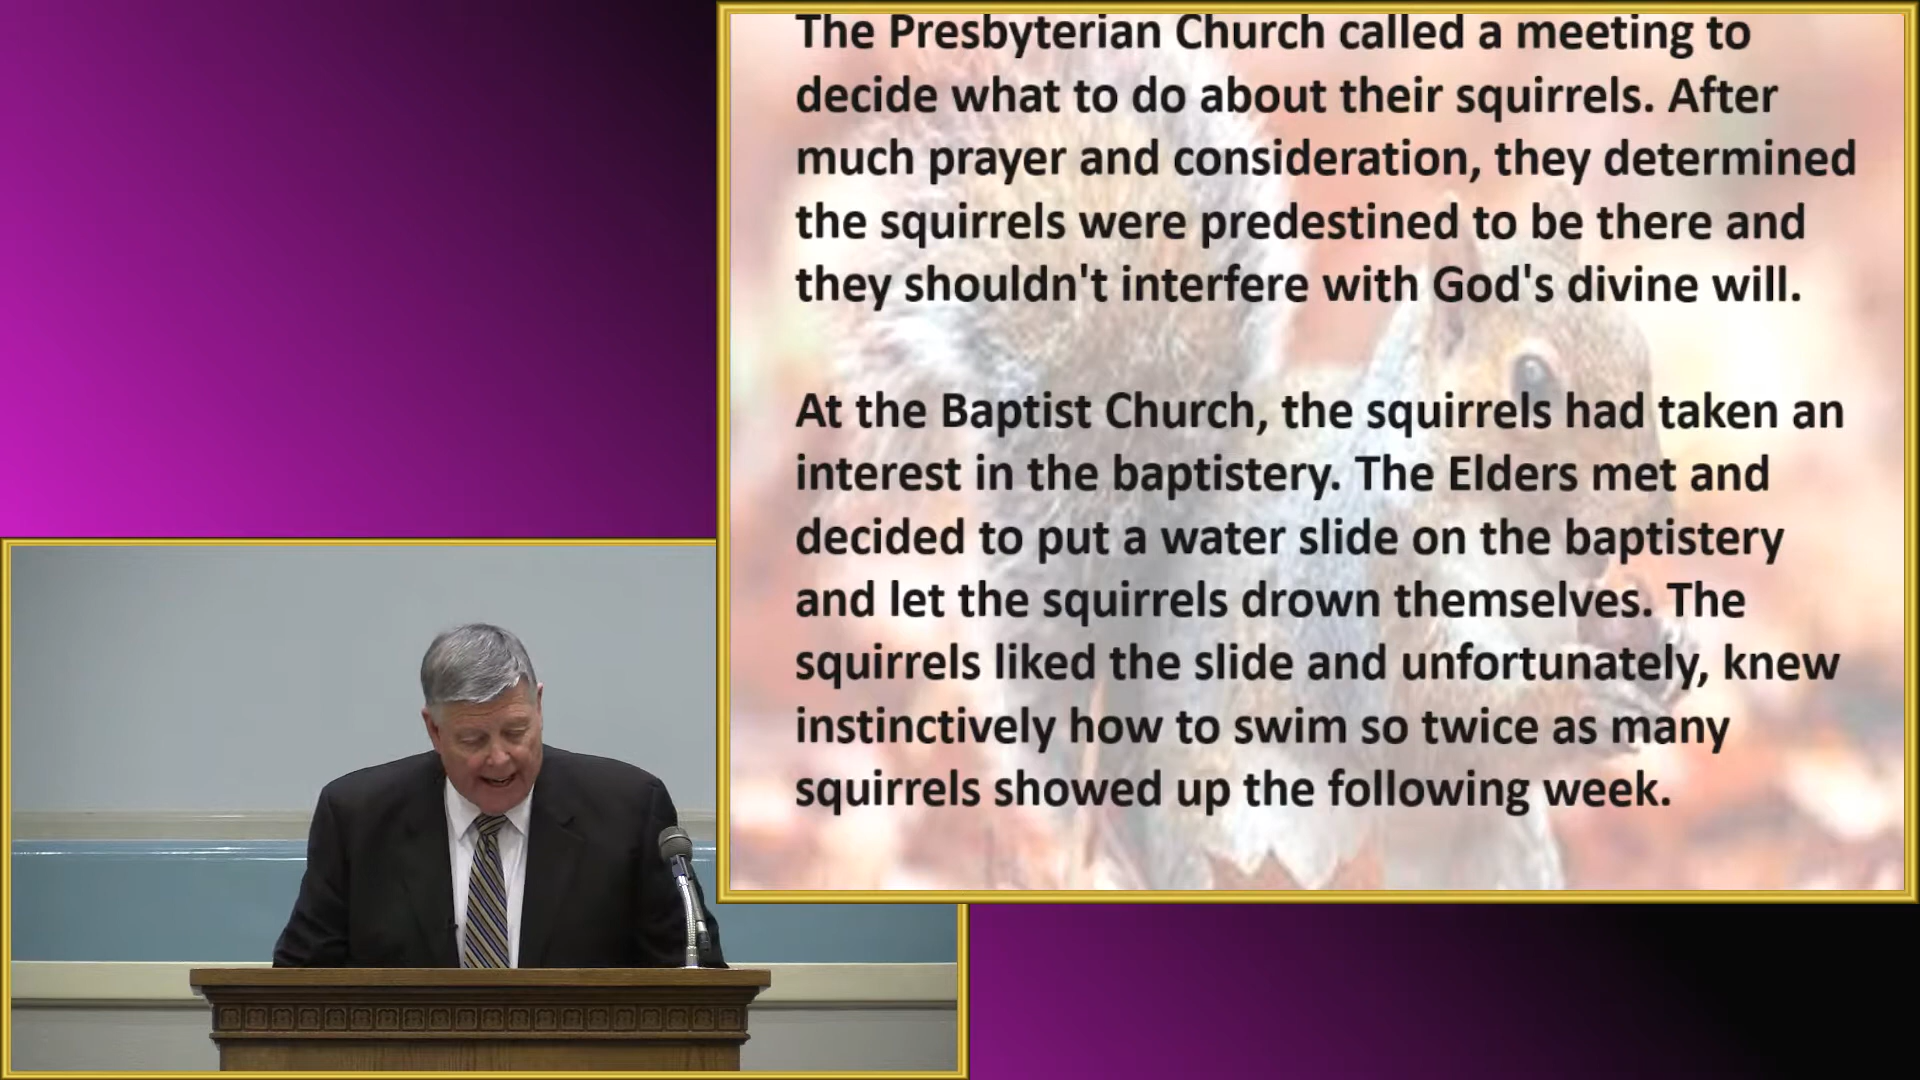 The Presbyterian Church called a meeting to
decide what to do about their squirrels. After
much prayer and consideration, they determined
the squirrels were predestined to be there and
they shouldn't interfere with God's divine will.
At the Baptist Church, the squirrels had taken an
interest in the baptistery. The Elders met and
decided to put a water slide on the baptistery
and let the squirrels drown themselves. The
squirrels liked the slide and unfortunately, knew
instinctively how to swim so twice as many
squirrels showed up the following week.